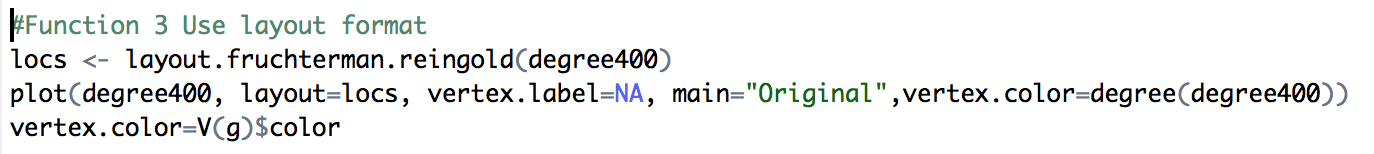 #Function 3 Use layout format
locs <- layout.fruchterman.reingold(degree400)
plot(degree400, layout=locs, vertex.label=NA, main="Original",vertex.color=degree(degree400))
vertex.color=V(g)$color